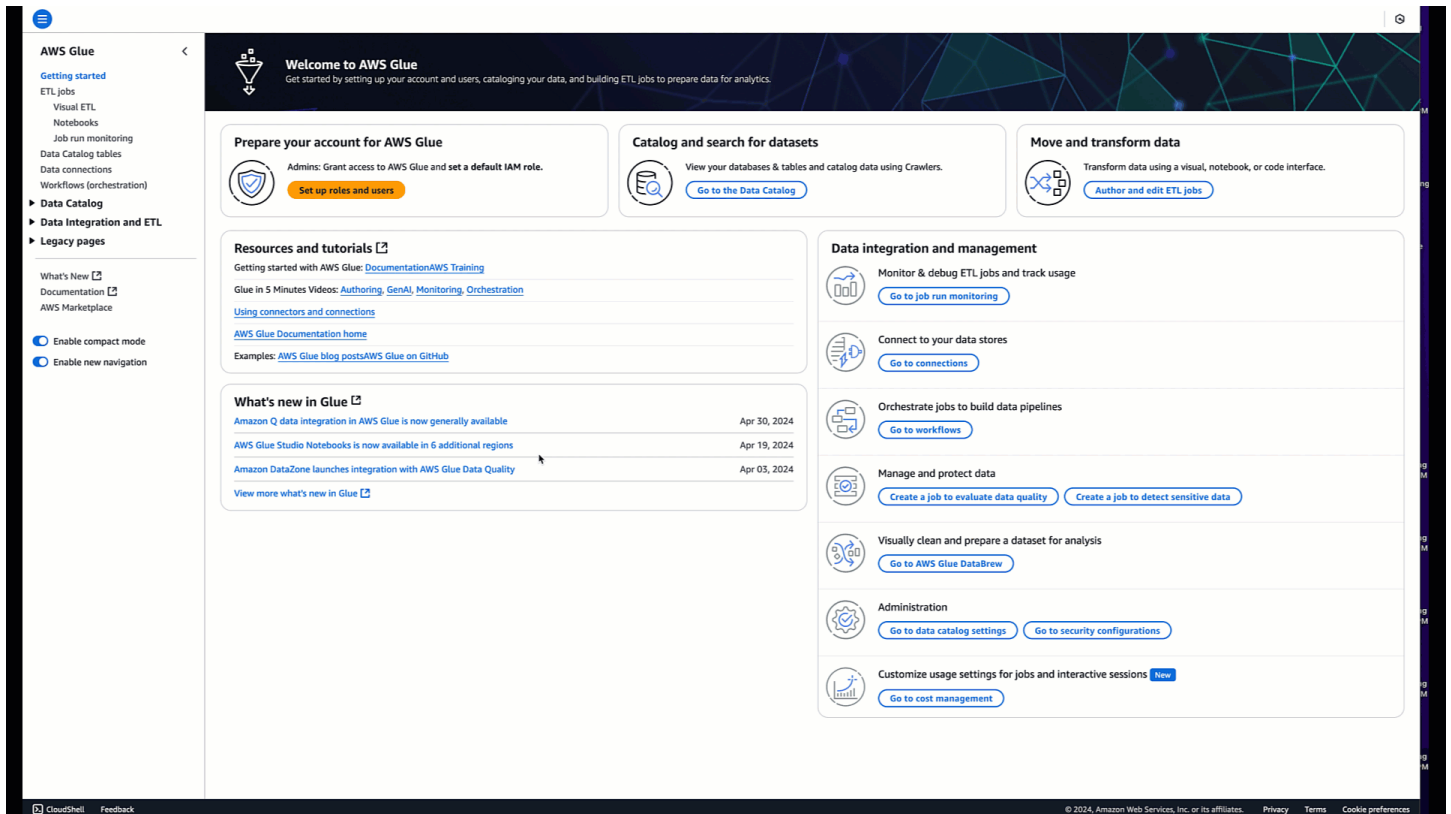 AWS Glue
Getting started
ETL jobs
Visual ETL
Notebooks
Job run monitoring
Data Catalog tables
Data connections
Workflows (orchestration)
Data Catalog
Data Integration and ETL
Legacy pages
What's New
Documentation
AWS Marketplace
Enable compact mode
Enable new navigation
Welcome to AWS Glue
Get started by setting up your account and users, cataloging your data, and building ETL jobs to prepare data for analytics.
Prepare your account for AWS Glue
Admins: Grant access to AWS Glue and set a default IAM role.
Set up roles and users
Catalog and search for datasets
View your databases & tables and catalog data using Crawlers.
Go to the Data Catalog
Move and transform data
Transform data using a visual, notebook, or code interface.
Author and edit ETL jobs
Resources and tutorials
Getting started with AWS Glue: DocumentationAWS Training
Glue in 5 Minutes Videos: Authoring, GenAI, Monitoring, Orchestration
Using connectors and connections
AWS Glue Documentation home
Examples: AWS Glue blog postsAWS Glue on GitHub
What's new in Glue
Amazon Q data integration in AWS Glue is now generally available Apr 30, 2024
AWS Glue Studio Notebooks is now available in 6 additional regions Apr 19, 2024
Amazon DataZone launches integration with AWS Glue Data Quality Apr 03, 2024
View more what's new in Glue
Data integration and management
Monitor & debug ETL jobs and track usage
Go to job run monitoring
Connect to your data stores
Go to connections
Orchestrate jobs to build data pipelines
Go to workflows
Manage and protect data
Create a job to evaluate data quality Create a job to detect sensitive data
Visually clean and prepare a dataset for analysis
Go to AWS Glue DataBrew
Administration
Go to data catalog settings Go to security configurations
Customize usage settings for jobs and interactive sessions New
Go to cost management
CloudShell Feedback © 2024, Amazon Web Services, Inc. or its affiliates. Privacy Terms Cookie preferences